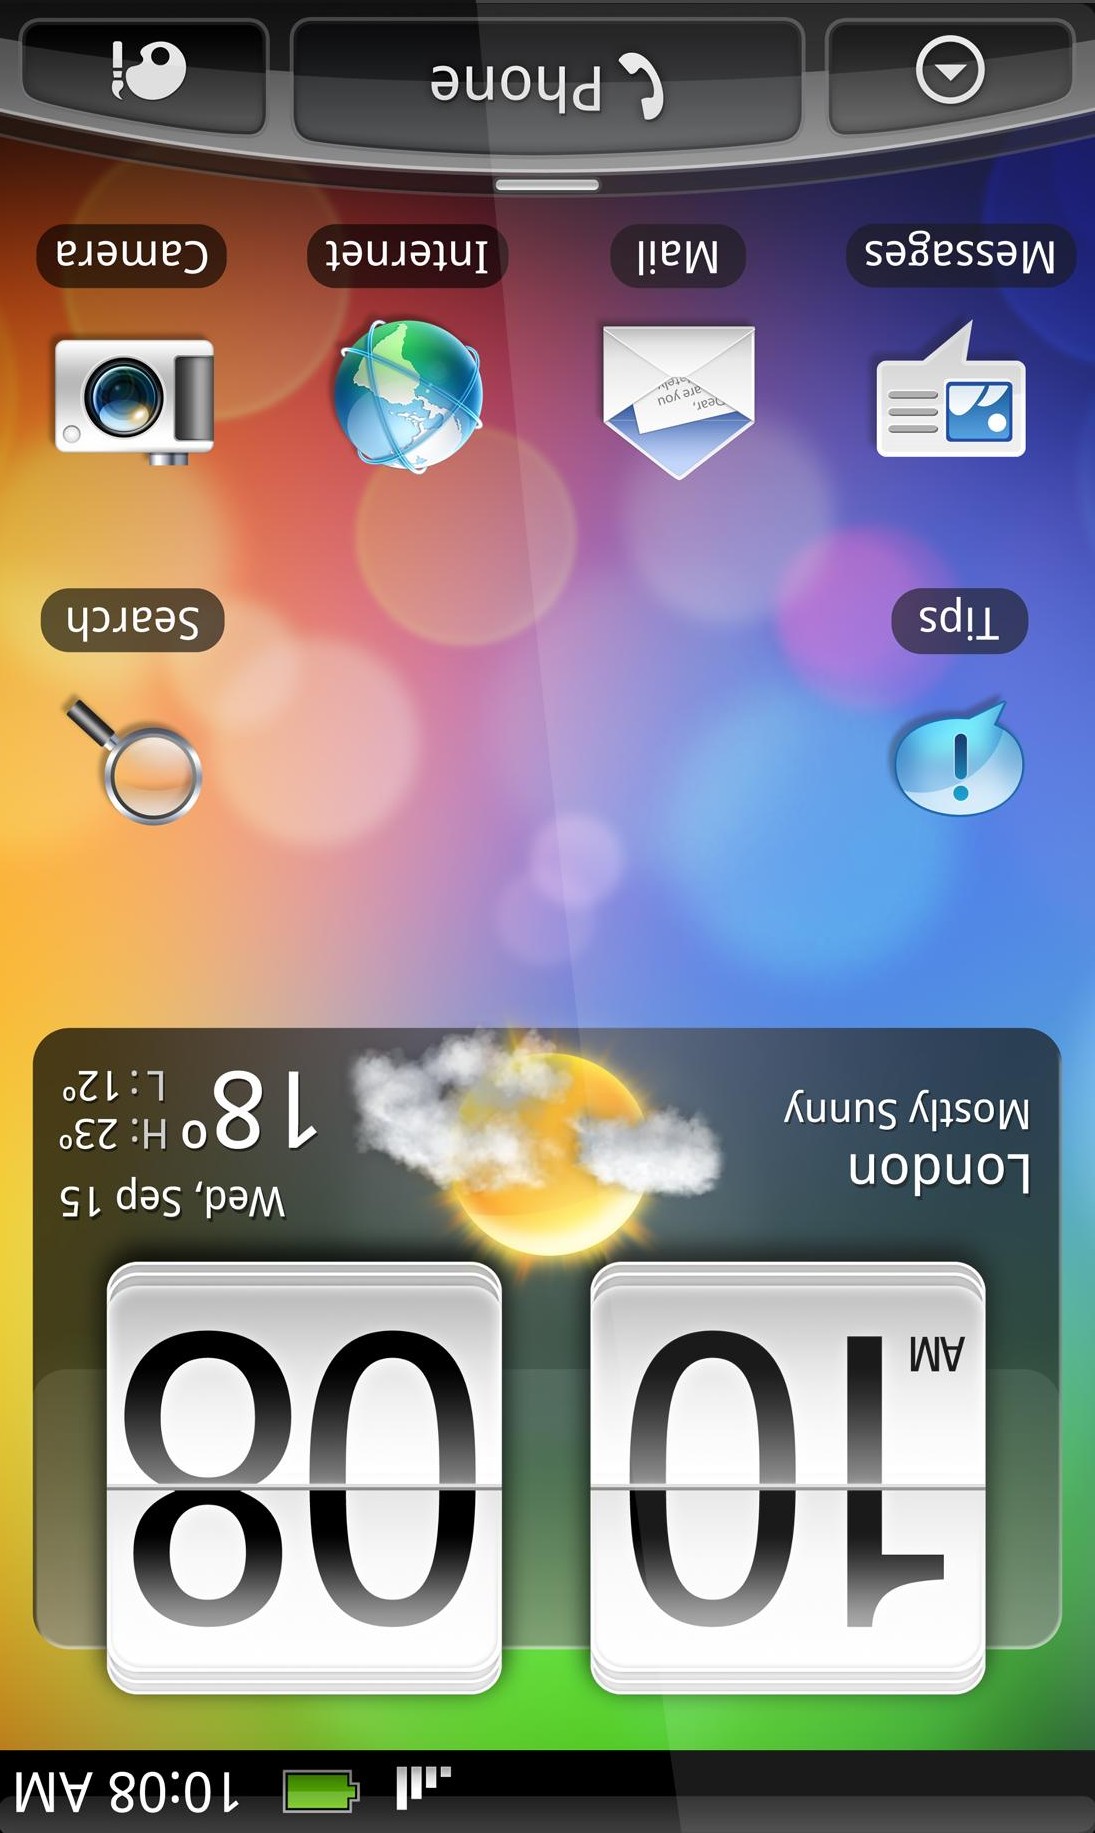 10:08 AM
10 08
AM
London
Wed, Sep 15
Mostly Sunny
18° H: 23°
L: 12°
Tips
Search
Dear,
are you
Messages
Mail
Internet
Camera
Phone